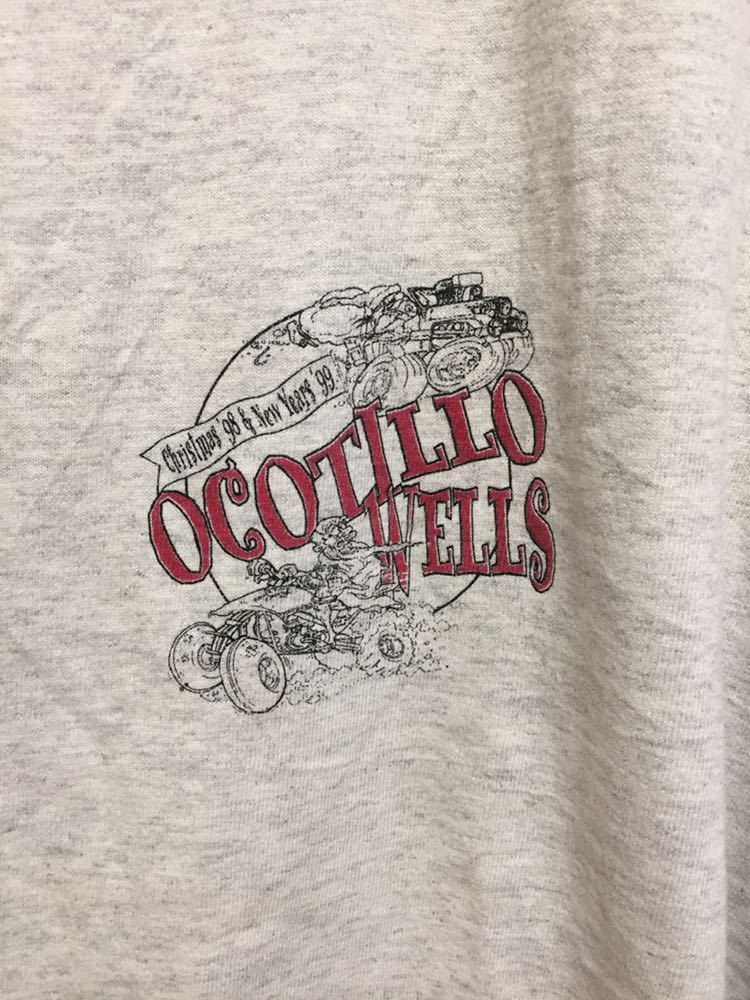 Christmas '98 & New Years '99
OCOTILLO
WELLS